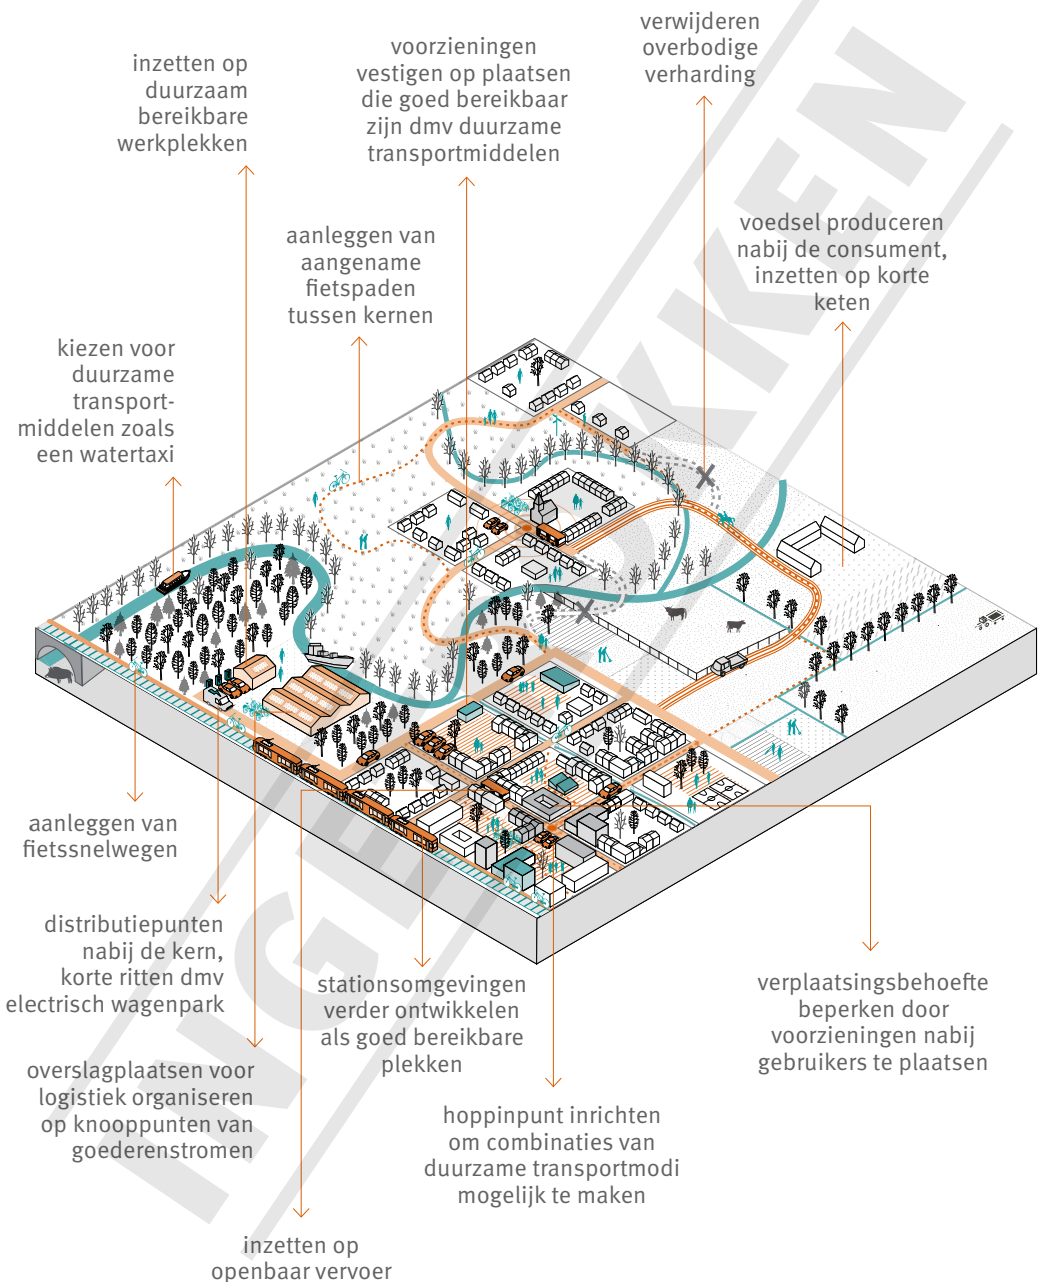 verwijderen
overbodige
verharding
voorzieningen
vestigen op plaatsen
die goed bereikbaar
zijn dmv duurzame
transportmiddelen
inzetten op
duurzaam
bereikbare
werkplekken
voedsel produceren
nabij de consument,
inzetten op korte
keten
aanleggen van
aangename
fietspaden
tussen kernen
kiezen voor
duurzame
transport-
middelen zoals
een watertaxi
aanleggen van
fietssnelwegen
distributiepunten
nabij de kern,
korte ritten dmv
electrisch wagenpark
stationsomgevingen
verder ontwikkelen
als goed bereikbare
plekken
verplaatsingsbehoefte
beperken door
voorzieningen nabij
gebruikers te plaatsen
overslagplaatsen voor
logistiek organiseren
op knooppunten van
goederenstromen
hoppinpunt inrichten
om combinaties van
duurzame transportmodi
mogelijk te maken
inzetten op
openbaar vervoer
INGETROKKEN